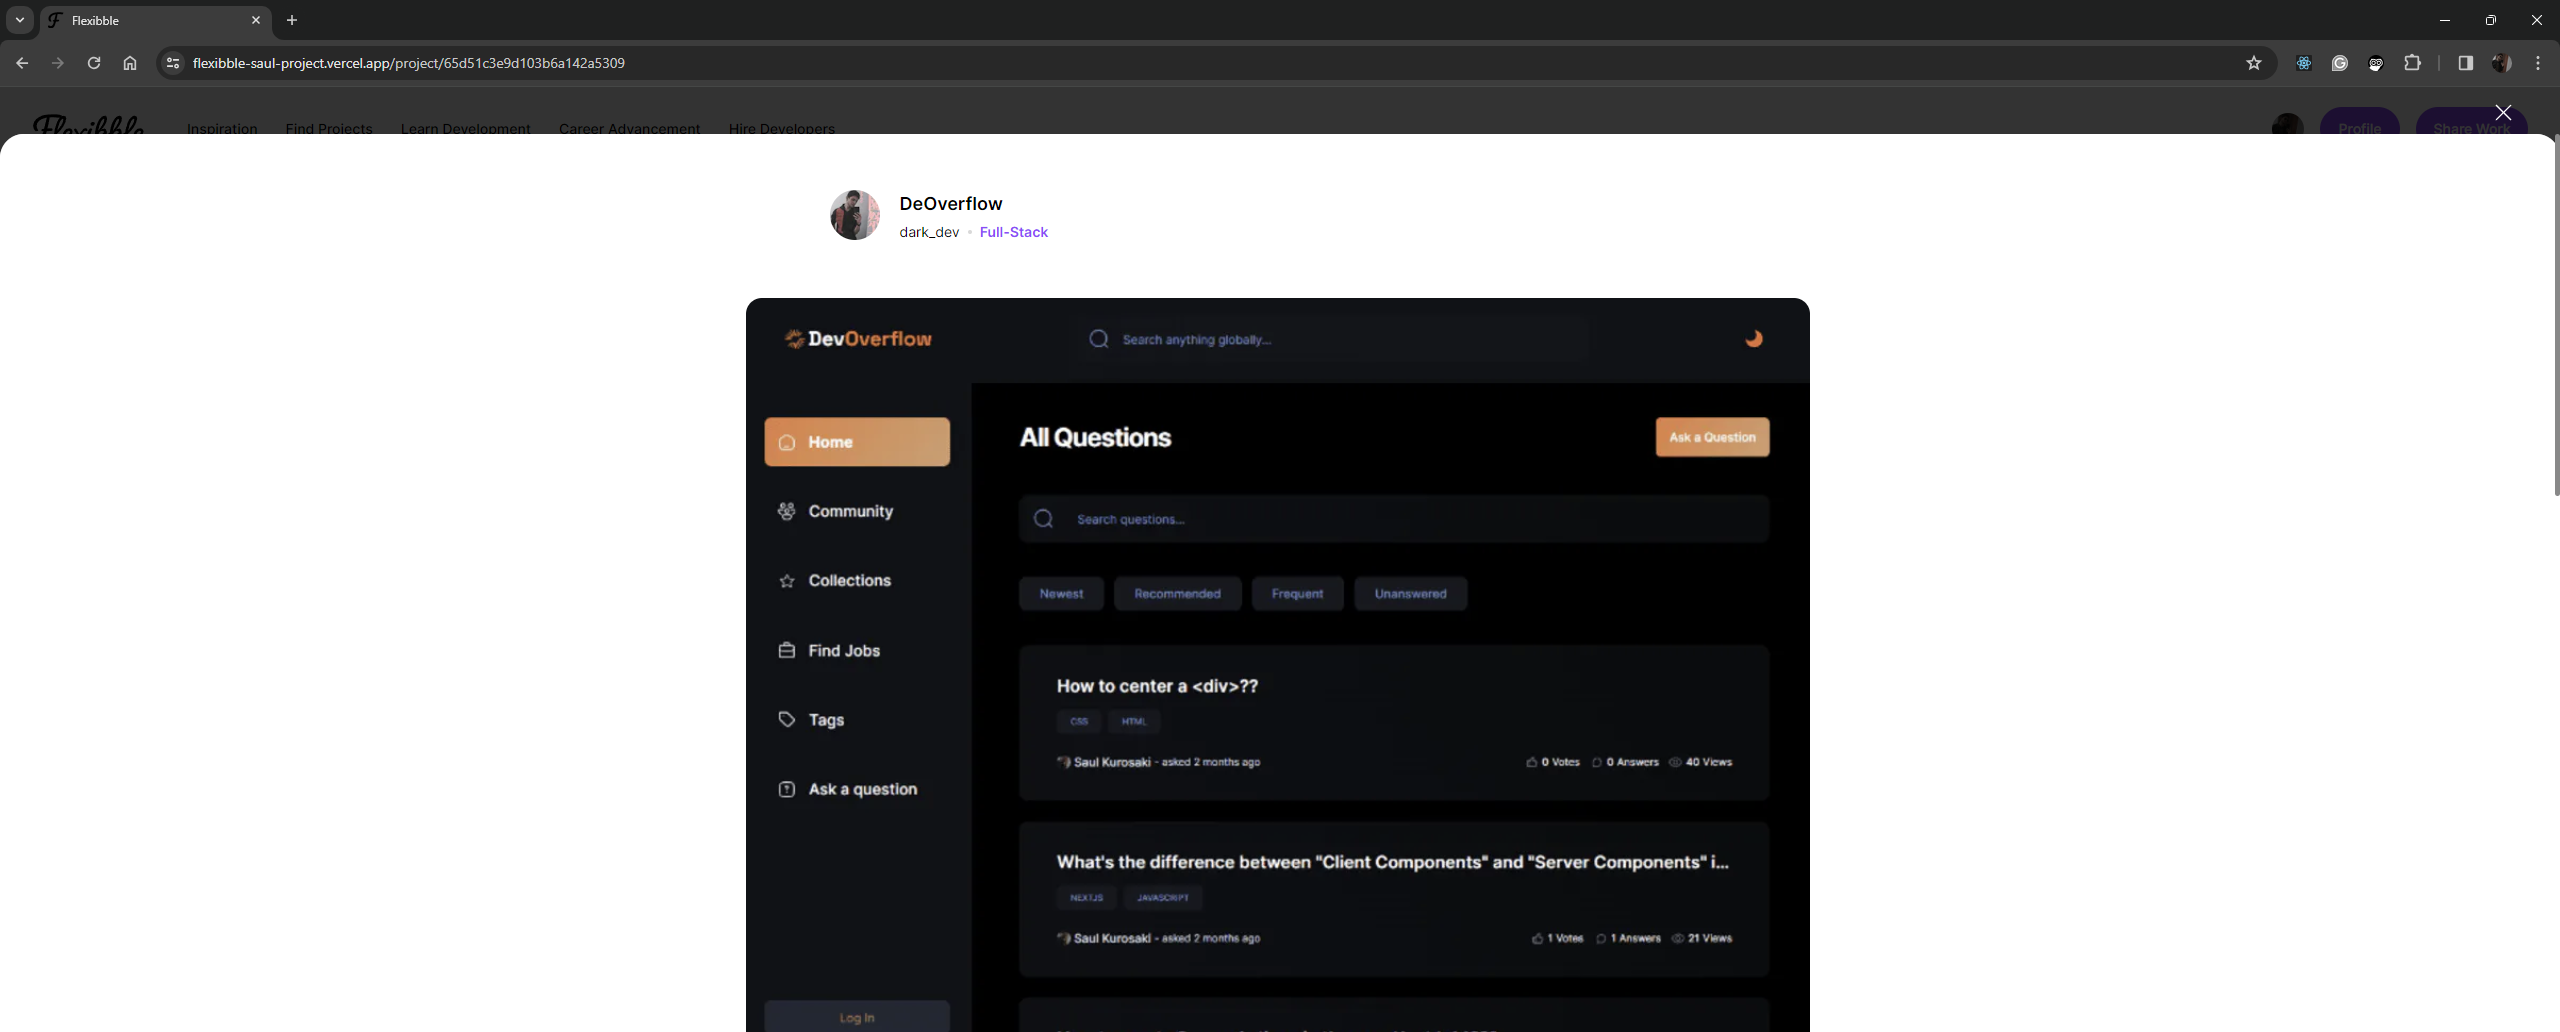 Flexibble
flexibble-saul-project.vercel.app/project/65d51c3e9d103b6a142a5309
Flexibble Inspiration Find Projects Learn Development Career Advancement Hire Developers Profile Share Work
DeOverflow
dark_dev • Full-Stack
DevOverflow Search anything globally...
Home
All Questions Ask a Question
Community
Search questions...
Collections
Newest Recommended Frequent Unanswered
Find Jobs
How to center a <div>??
Tags
CSS HTML
Saul Kurosaki - asked 2 months ago 0 Votes 0 Answers 40 Views
Ask a question
What's the difference between "Client Components" and "Server Components" i...
NEXTJS JAVASCRIPT
Saul Kurosaki - asked 2 months ago 1 Votes 1 Answers 21 Views
Log In